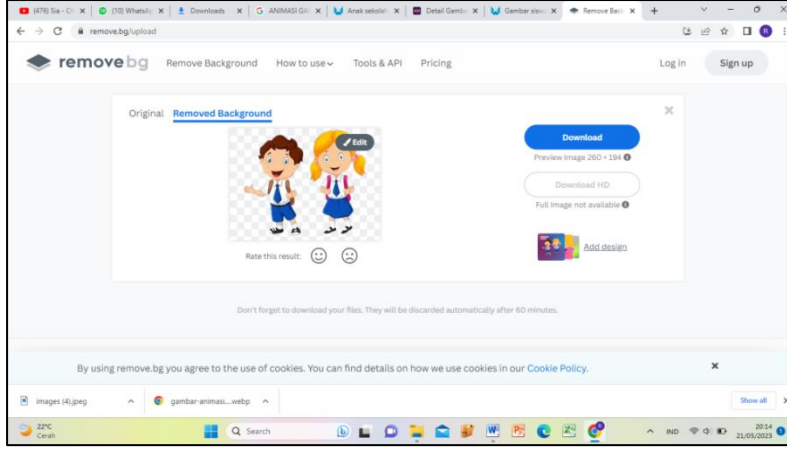 (476) Sia - Cl
(10) WhatsAp
Downloads
ANIMASI GA
Anak sekolah
Detail Gamba
Gambar sisw
Remove Back
remove.bg/upload
R
removebg
Remove Background
How to use
Tools & API
Pricing
Log in
Sign up
Original
Removed Background
Edit
Download
Preview Image 260 × 194
Download HD
Full Image not available
Rate this result:
Add design
Don't forget to download your files. They will be discarded automatically after 60 minutes.
By using remove.bg you agree to the use of cookies. You can find details on how we use cookies in our Cookie Policy.
images (4).jpeg
gambar-animasi....webp
Show all
22°C
Cerah
Search
IND
20:14
21/03/2023